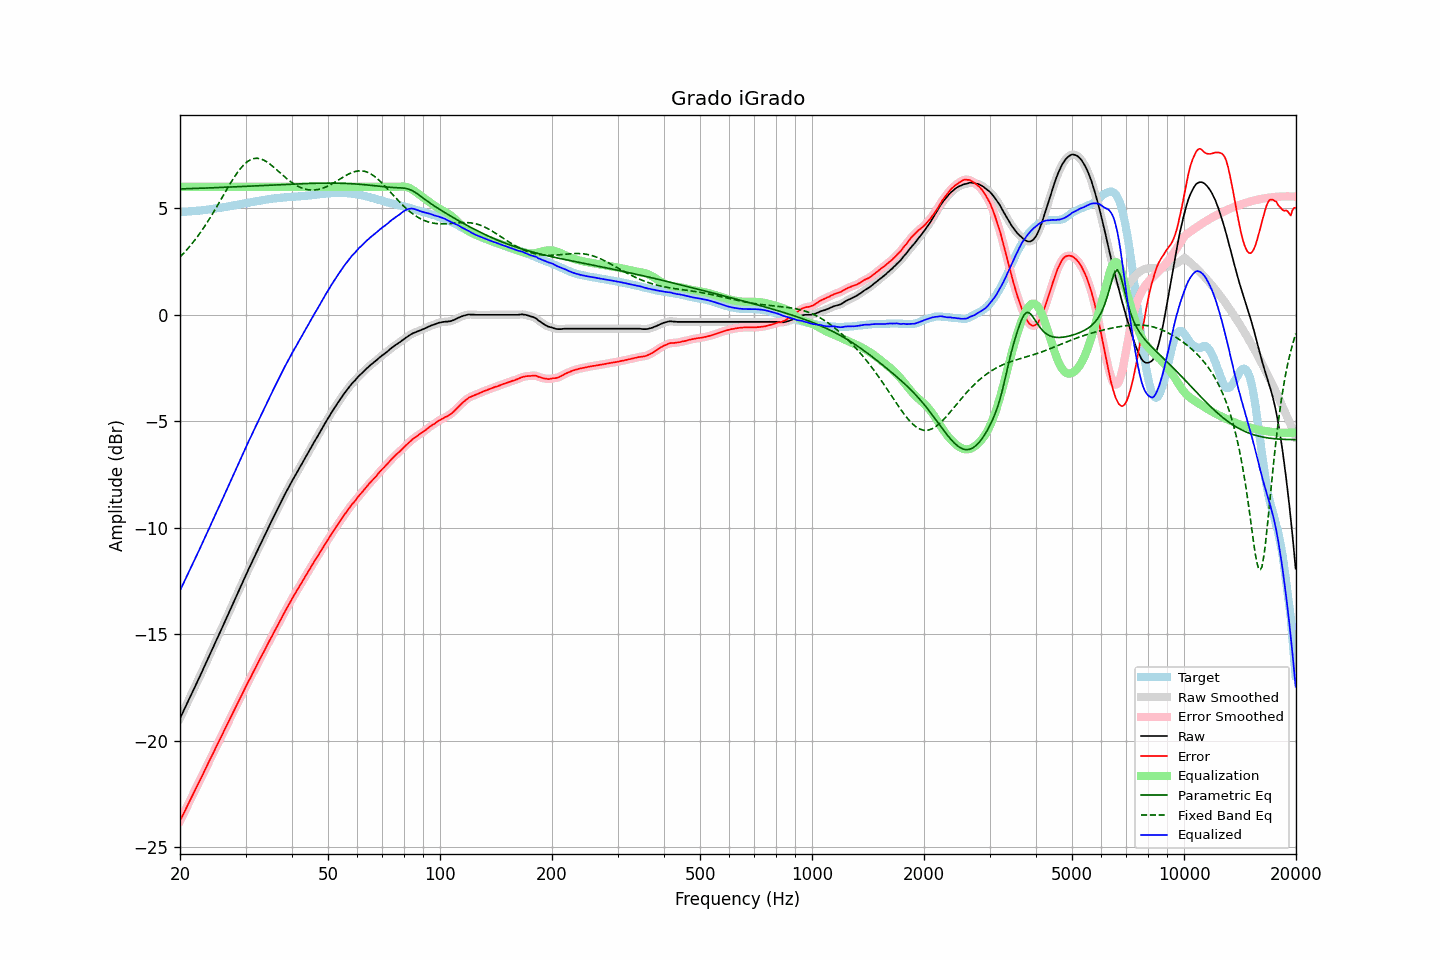 Grado iGrado
5
0
−5
−10
−15
−20
−25
Amplitude (dBr)
20 50 100 200 500 1000 2000 5000 10000 20000
Frequency (Hz)
Target
Raw Smoothed
Error Smoothed
Raw
Error
Equalization
Parametric Eq
Fixed Band Eq
Equalized